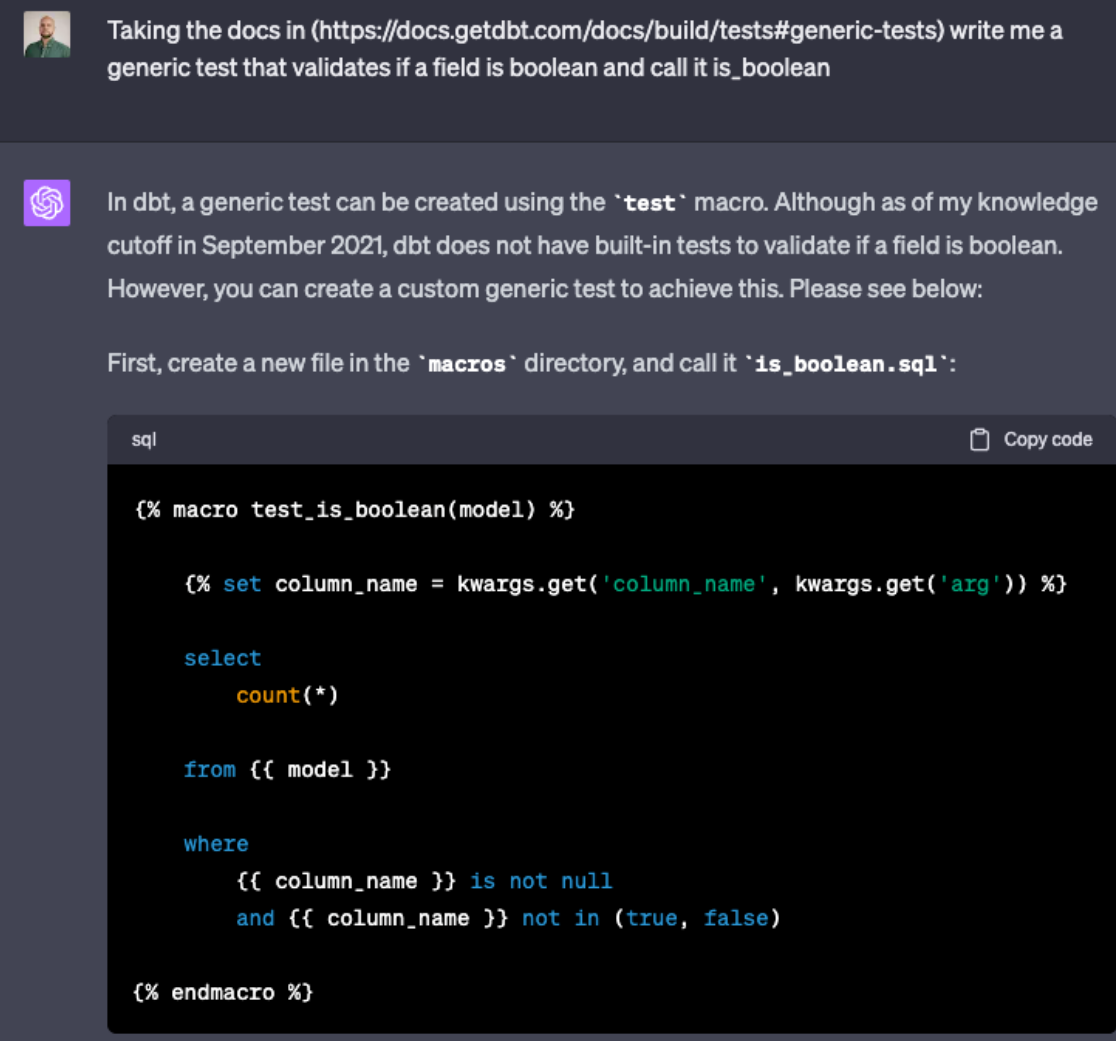 Taking the docs in (https://docs.getdbt.com/docs/build/tests#generic-tests) write me a
generic test that validates if a field is boolean and call it is_boolean
In dbt, a generic test can be created using the `test` macro. Although as of my knowledge
cutoff in September 2021, dbt does not have built-in tests to validate if a field is boolean.
However, you can create a custom generic test to achieve this. Please see below:
First, create a new file in the `macros` directory, and call it `is_boolean.sql`:
sql
Copy code
{% macro test_is_boolean(model) %}
{% set column_name = kwargs.get('column_name', kwargs.get('arg')) %}
select
count(*)
from {{ model }}
where
{{ column_name }} is not null
and {{ column_name }} not in (true, false)
{% endmacro %}